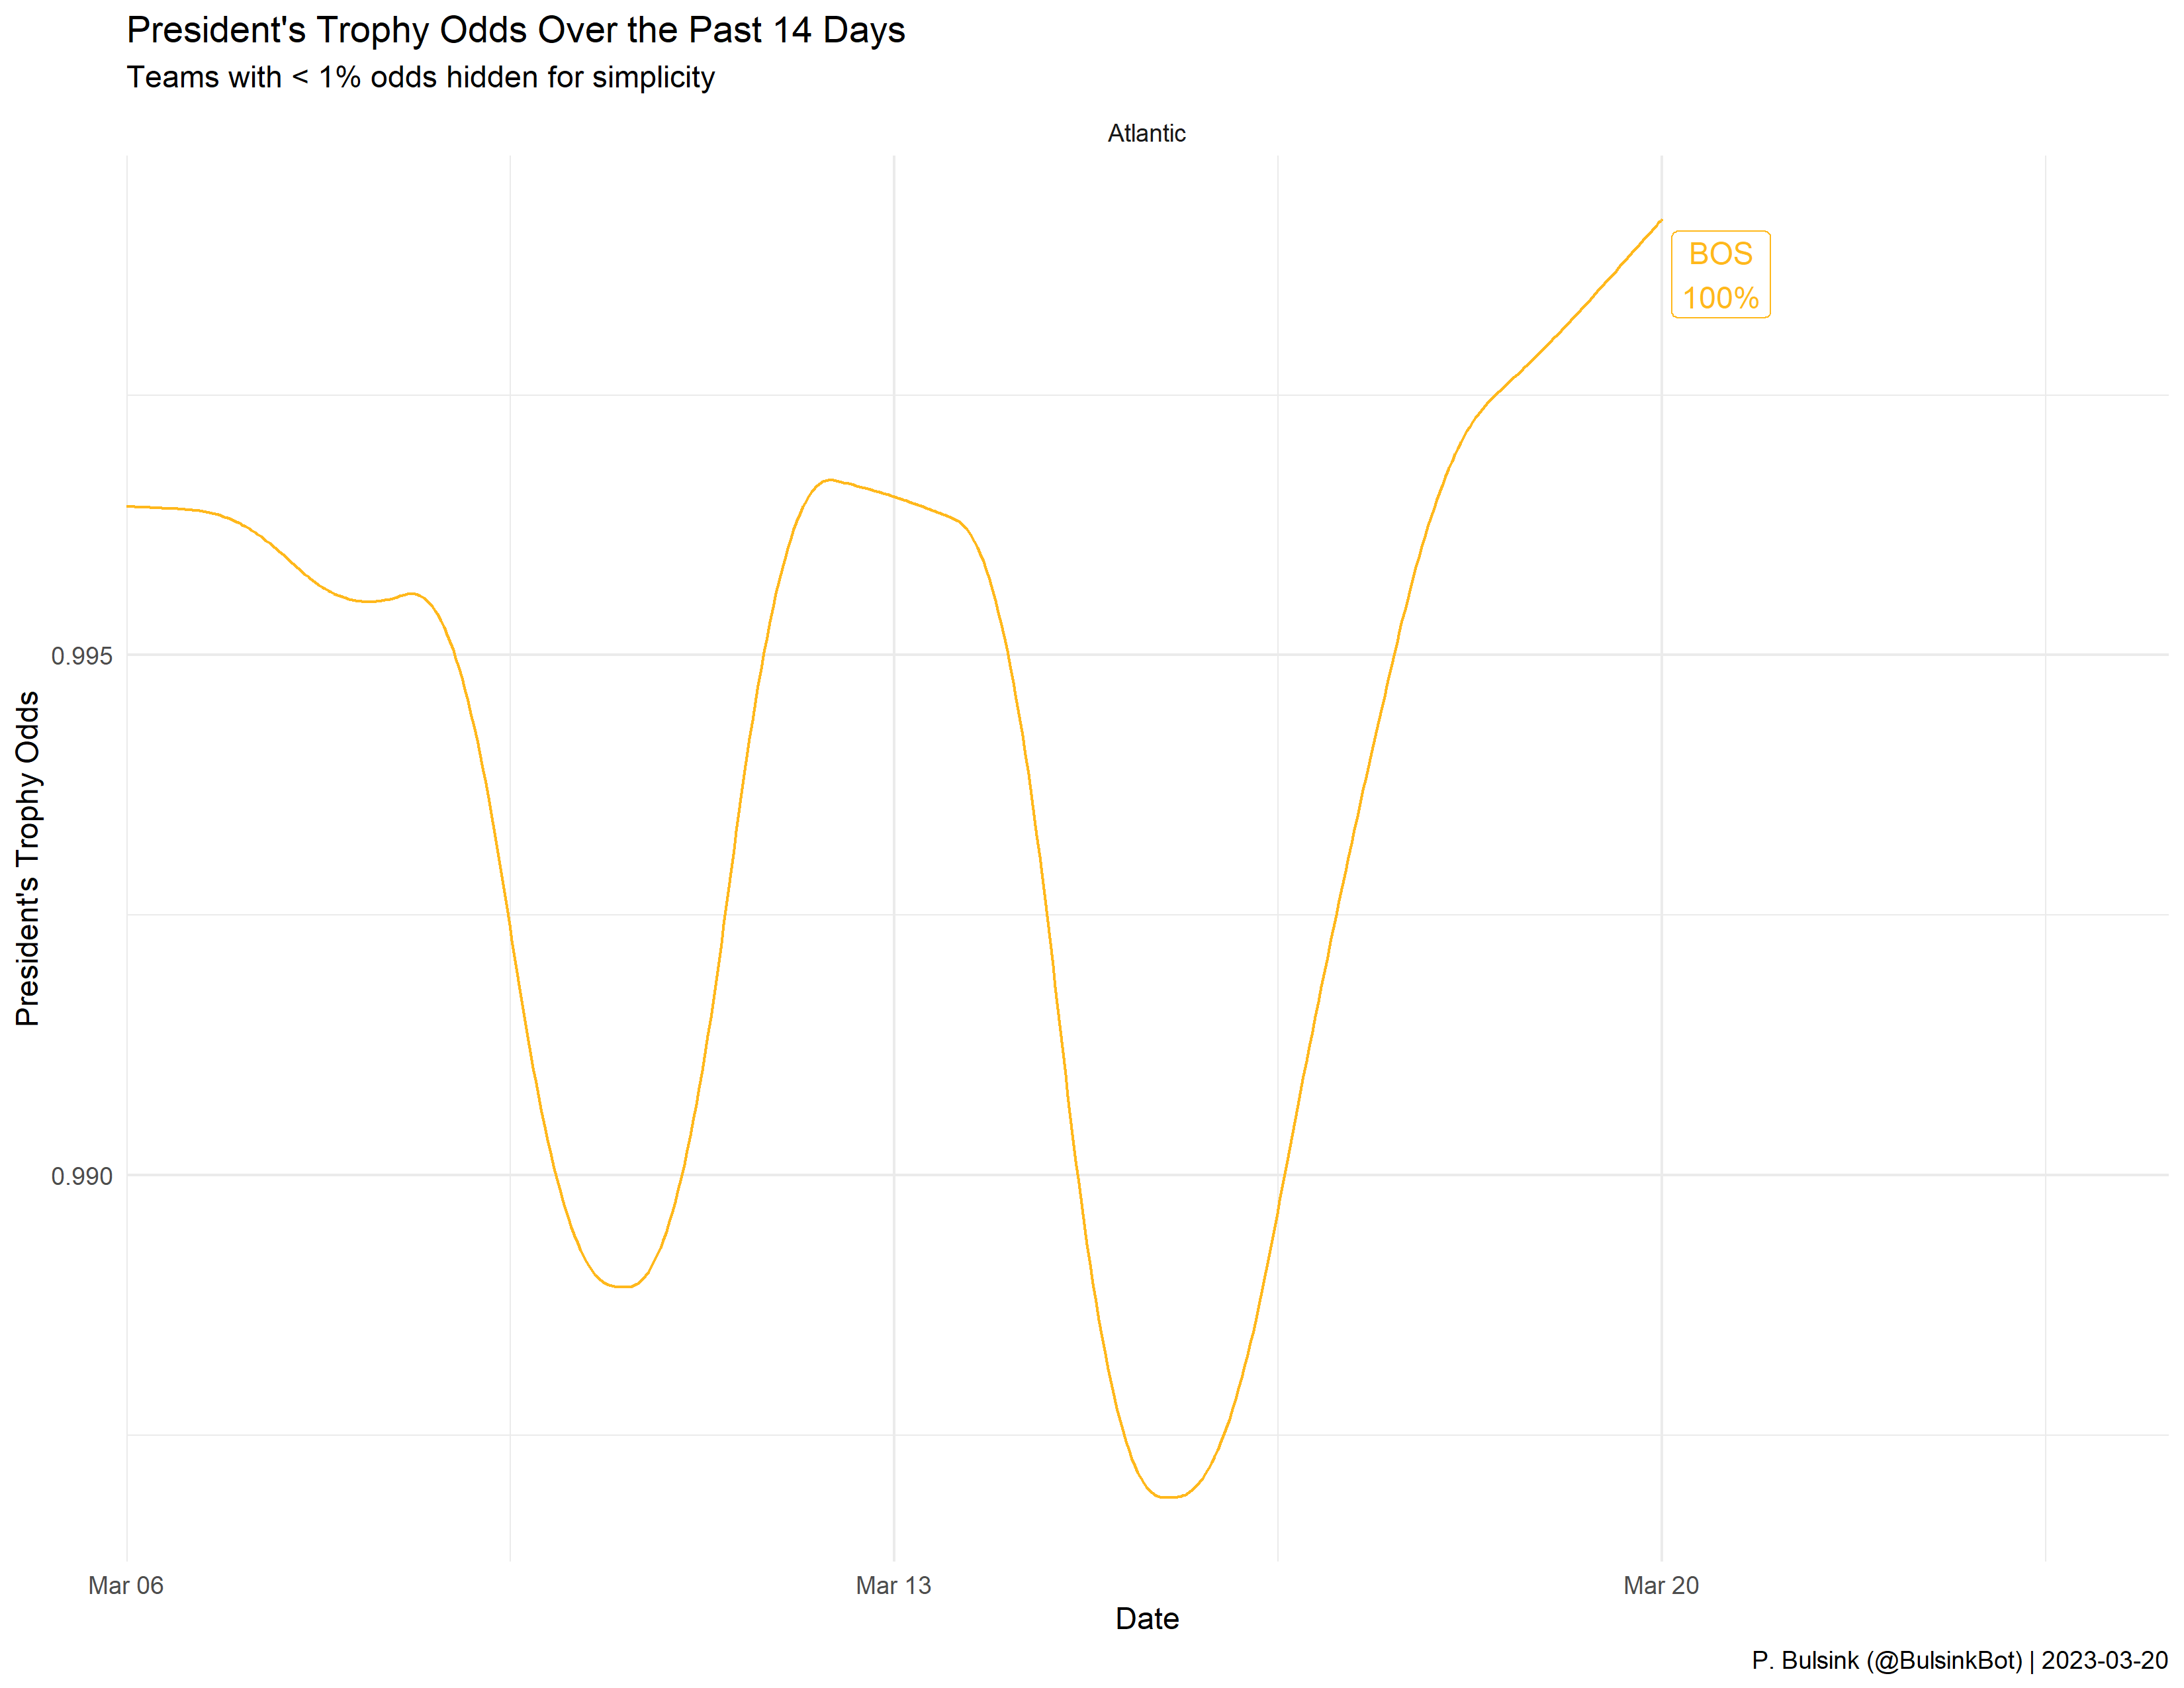 President's Trophy Odds Over the Past 14 Days
Teams with < 1% odds hidden for simplicity
Atlantic
BOS
100%
0.995
0.990
President's Trophy Odds
Mar 06
Mar 13
Mar 20
Date
P. Bulsink (@BulsinkBot) | 2023-03-20